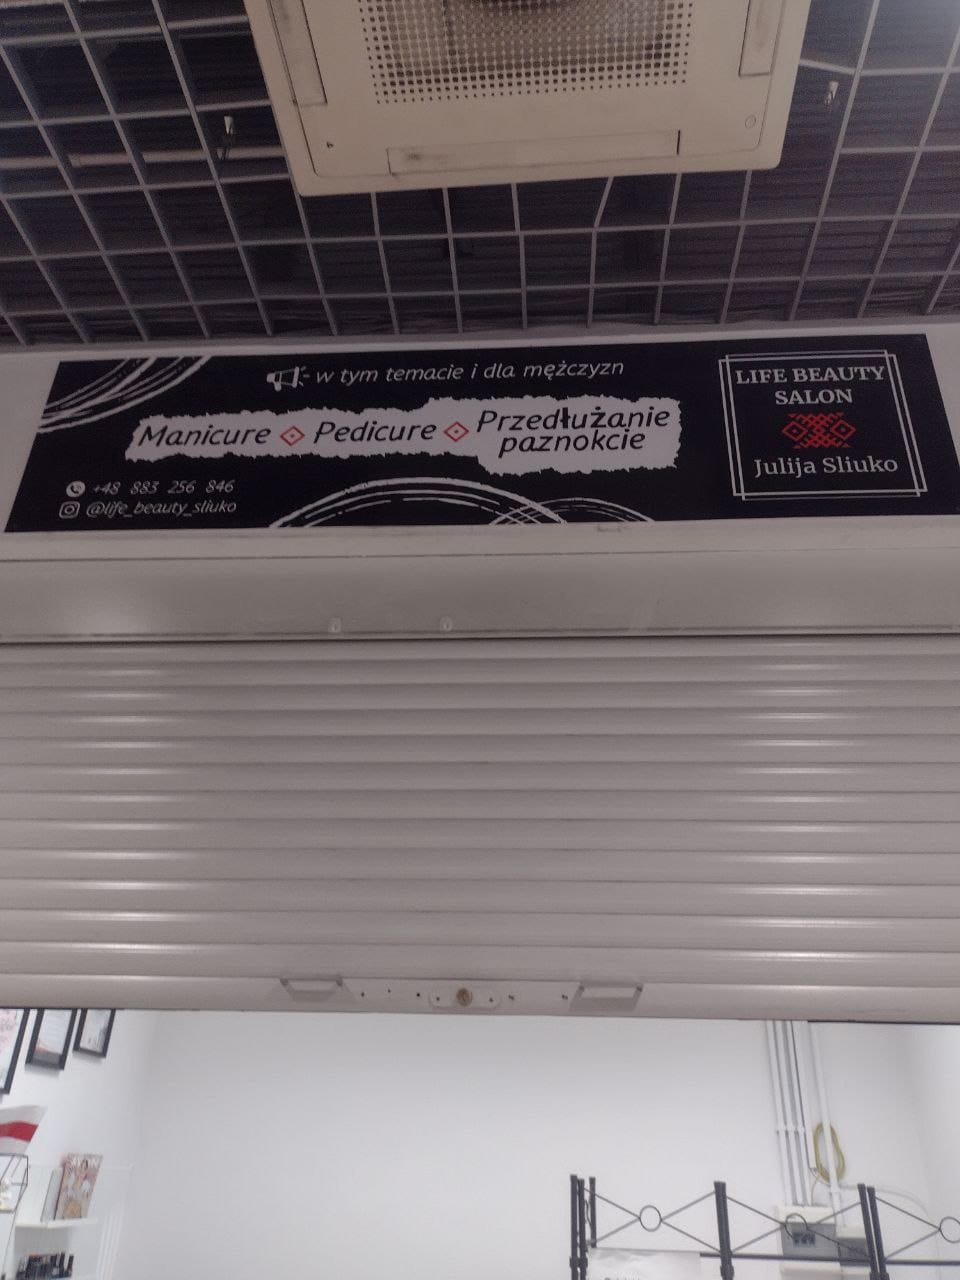 w tym temacie i dla mężczyzn
Manicure
Pedicure
Przedłużanie
paznokcie
+48 883 256 846
@life_beauty_sliuko
LIFE BEAUTY
SALON
Julija Sliuko